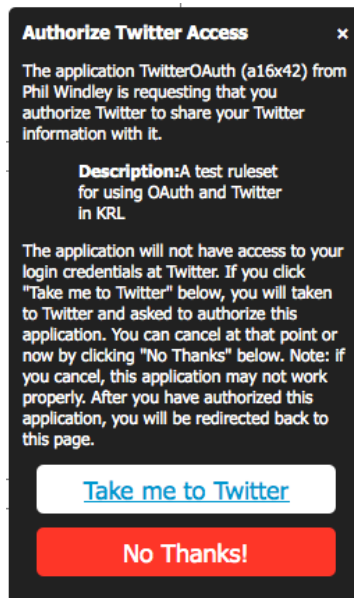 Authorize Twitter Access ×
The application TwitterOAuth (a16x42) from
Phil Windley is requesting that you
authorize Twitter to share your Twitter
information with it.
Description:A test ruleset
for using OAuth and Twitter
in KRL
The application will not have access to your
login credentials at Twitter. If you click
"Take me to Twitter" below, you will taken
to Twitter and asked to authorize this
application. You can cancel at that point or
now by clicking "No Thanks" below. Note: if
you cancel, this application may not work
properly. After you have authorized this
application, you will be redirected back to
this page.
Take me to Twitter
No Thanks!